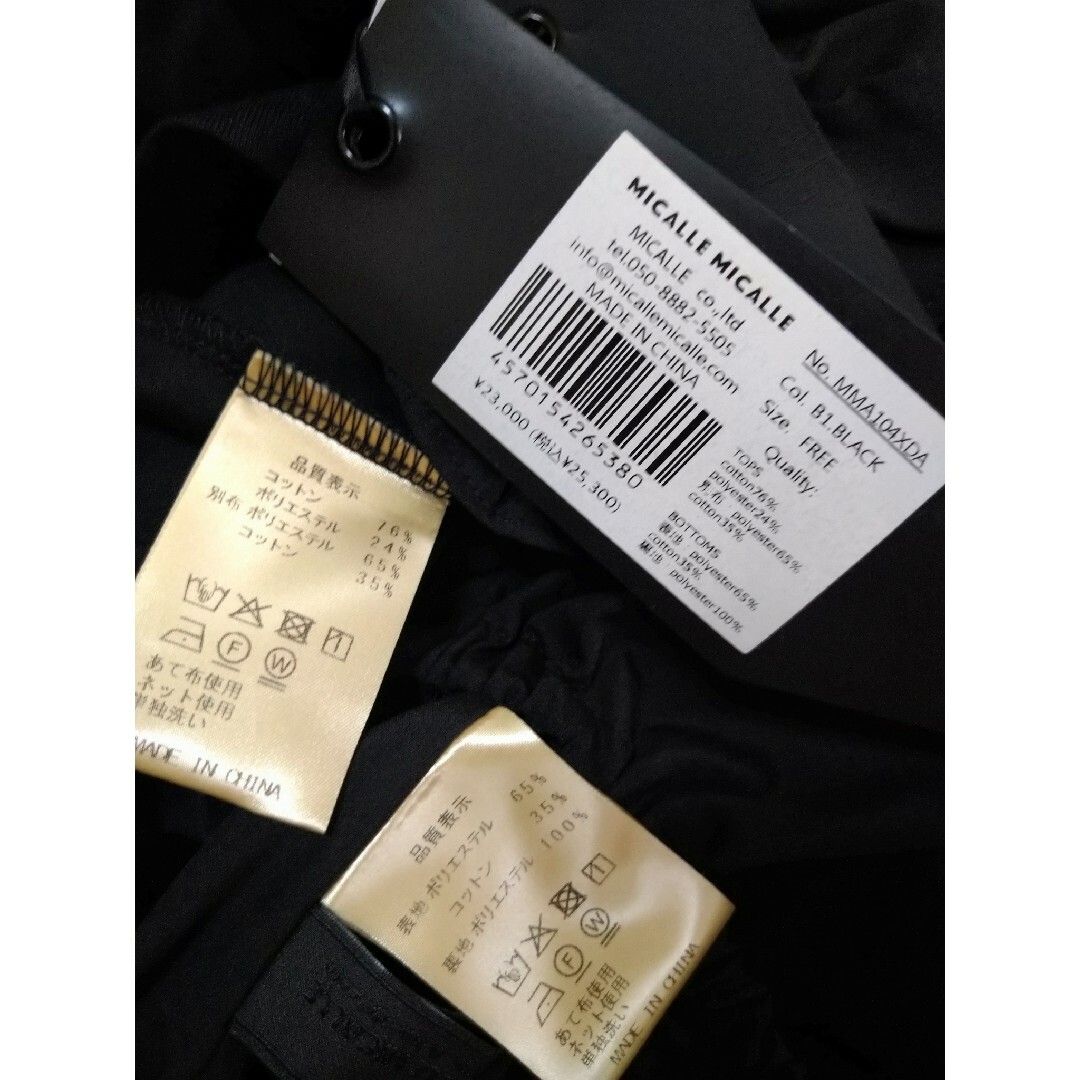 MICALLE MICALLE
MICALLE co.,ltd
tel.050-8882-5505
info@micallemicalle.com
MADE IN CHINA
4570154265380
¥23,000 (税込¥25,300)
No. MMA104XDA
Col. B1.BLACK
Size. FREE
Quality:
TOPS
cotton76%
polyester24%
別布 polyester65%
cotton35%
BOTTOMS
polyester65%
cotton35%
polyester100%
品質表示
コットン 76%
ポリエステル 24%
別布 ポリエステル 65%
コットン 35%
1
F W
あて布使用
ネット使用
単独洗い
MADE IN CHINA
品質表示
表地 ポリエステル 65%
コットン 35%
裏地 ポリエステル 100%
1
F W
あて布使用
ネット使用
単独洗い
MADE IN CHINA